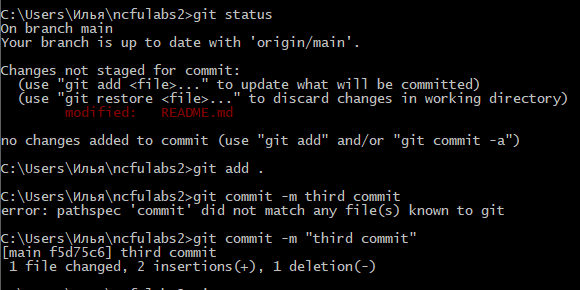 C:\Users\Илья\ncfulabs2>git status
On branch main
Your branch is up to date with 'origin/main'.
Changes not staged for commit:
(use "git add <file>..." to update what will be committed)
(use "git restore <file>..." to discard changes in working directory)
modified: README.md
no changes added to commit (use "git add" and/or "git commit -a")
C:\Users\Илья\ncfulabs2>git add .
C:\Users\Илья\ncfulabs2>git commit -m third commit
error: pathspec 'commit' did not match any file(s) known to git
C:\Users\Илья\ncfulabs2>git commit -m "third commit"
[main f5d75c6] third commit
1 file changed, 2 insertions(+), 1 deletion(-)